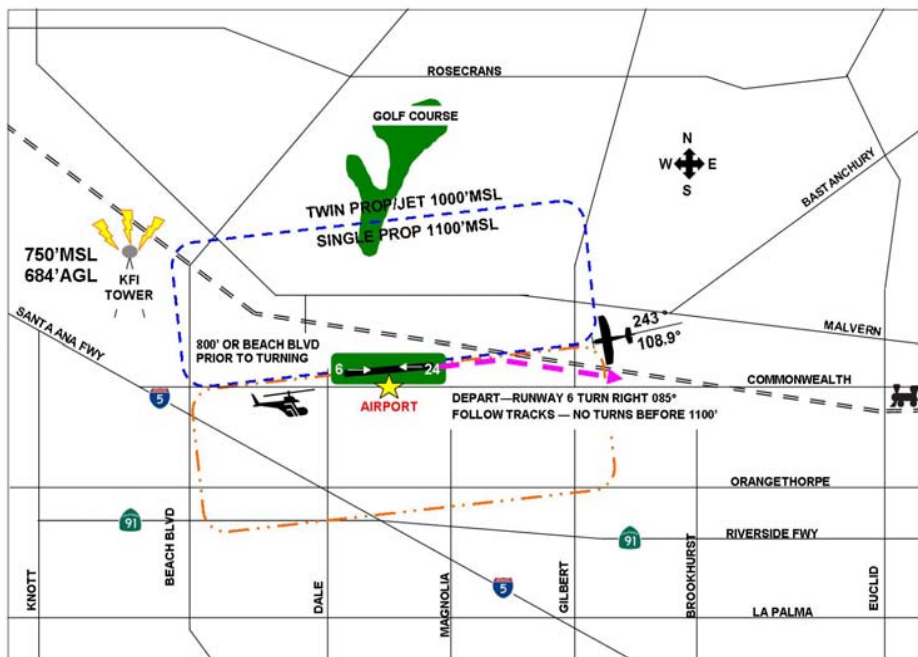 ROSECRANS
GOLF COURSE
N
W E
S
BASTANCHURY
TWIN PROP/JET 1000'MSL
SINGLE PROP 1100'MSL
750'MSL
684'AGL
KFI
TOWER
SANTA ANA FWY
243°
108.9°
MALVERN
800' OR BEACH BLVD
PRIOR TO TURNING
6 24
COMMONWEALTH
AIRPORT
DEPART—RUNWAY 6 TURN RIGHT 085°
FOLLOW TRACKS — NO TURNS BEFORE 1100'
5
ORANGETHORPE
91
RIVERSIDE FWY
91
KNOTT
BEACH BLVD
DALE
MAGNOLIA
GILBERT
BROOKHURST
EUCLID
5
LA PALMA